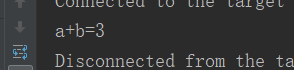 Connected to the target
a+b=3
Disconnected from the ta